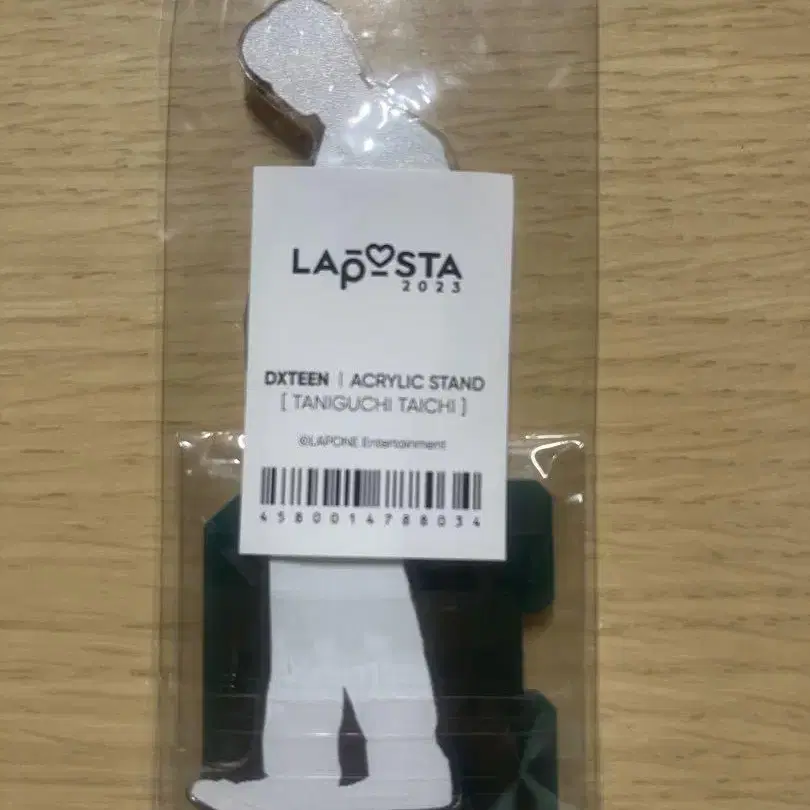 LAPOSTA
2023
DXTEEN | ACRYLIC STAND
[ TANIGUCHI TAICHI ]
©LAPONE Entertainment
4580014788034